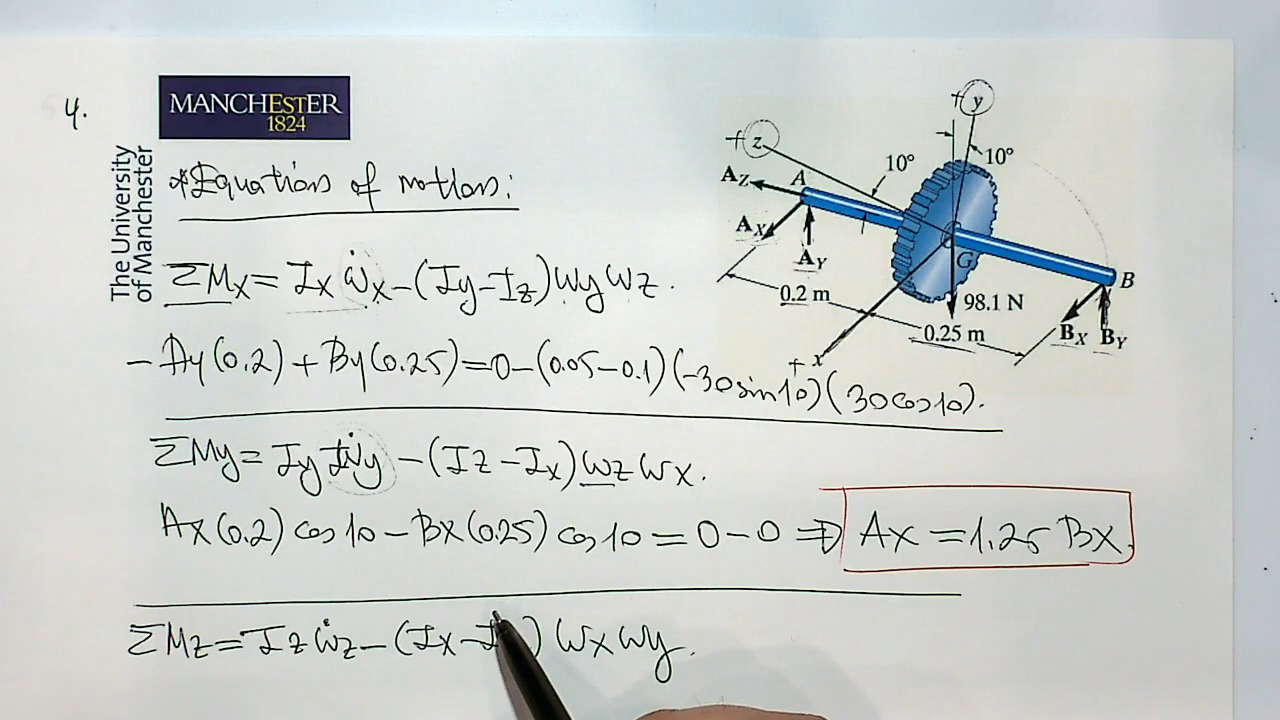 4.
MANCHEsTER
1824
The University
of Manchester
*Equations of motions:
ΣMx = Ix ω̇x - (Iy - Iz) ωy ωz.
- Ay(0.2) + By(0.25) = 0 - (0.05 - 0.1)(-30 sin 10)(30 cos 10).
ΣMy = Iy ω̇y - (Iz - Ix) ωz ωx.
Ax(0.2) cos 10 - Bx(0.25) cos 10 = 0 - 0 ⇒ Ax = 1.25 Bx.
ΣMz = Iz ω̇z - (Ix - I ) ωx ωy.
+ y
+ z
10°
10°
AZ
A
AX
AY
G
B
0.2 m
98.1 N
0.25 m
BX BY
+ x